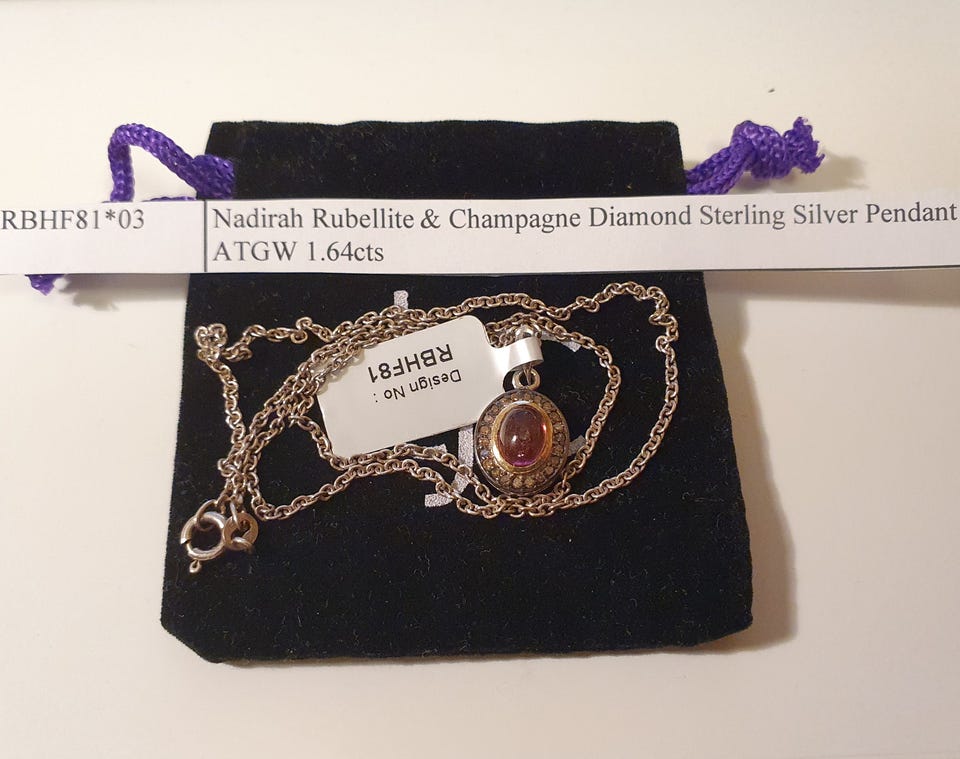 RBHF81*03
Nadirah Rubellite & Champagne Diamond Sterling Silver Pendant
ATGW 1.64cts
Design No :
RBHF81